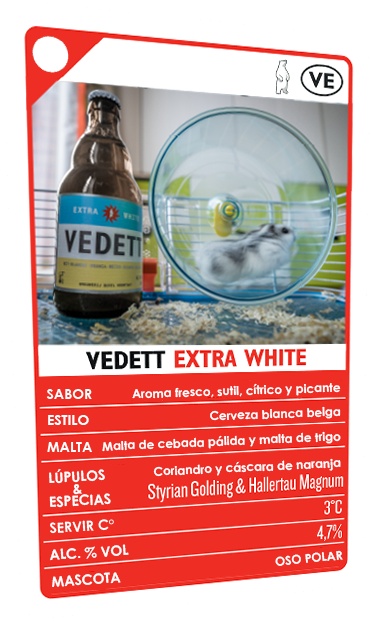 VE
EXTRA WHITE
VEDETT
VEDETT EXTRA WHITE
SABOR Aroma fresco, sutil, cítrico y picante
ESTILO Cerveza blanca belga
MALTA Malta de cebada pálida y malta de trigo
LÚPULOS & ESPECIAS Coriandro y cáscara de naranja
Styrian Golding & Hallertau Magnum
SERVIR Cº 3°C
ALC. % VOL 4,7%
MASCOTA OSO POLAR